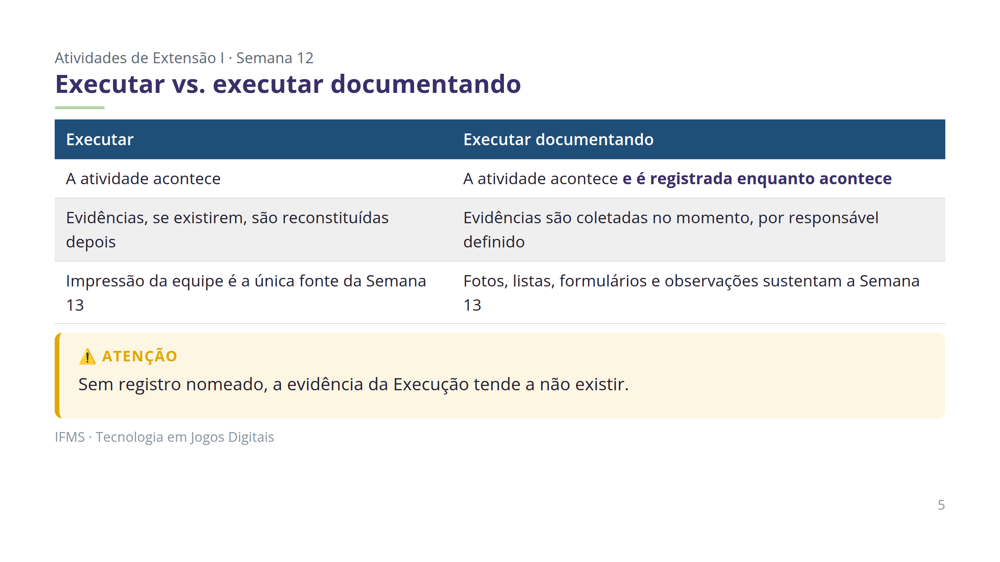 Atividades de Extensão I · Semana 12
Executar vs. executar documentando
Executar
Executar documentando
A atividade acontece
A atividade acontece e é registrada enquanto acontece
Evidências, se existirem, são reconstituídas
depois
Evidências são coletadas no momento, por responsável
definido
Impressão da equipe é a única fonte da Semana
13
Fotos, listas, formulários e observações sustentam a Semana
13
⚠️ ATENÇÃO
Sem registro nomeado, a evidência da Execução tende a não existir.
IFMS · Tecnologia em Jogos Digitais
5